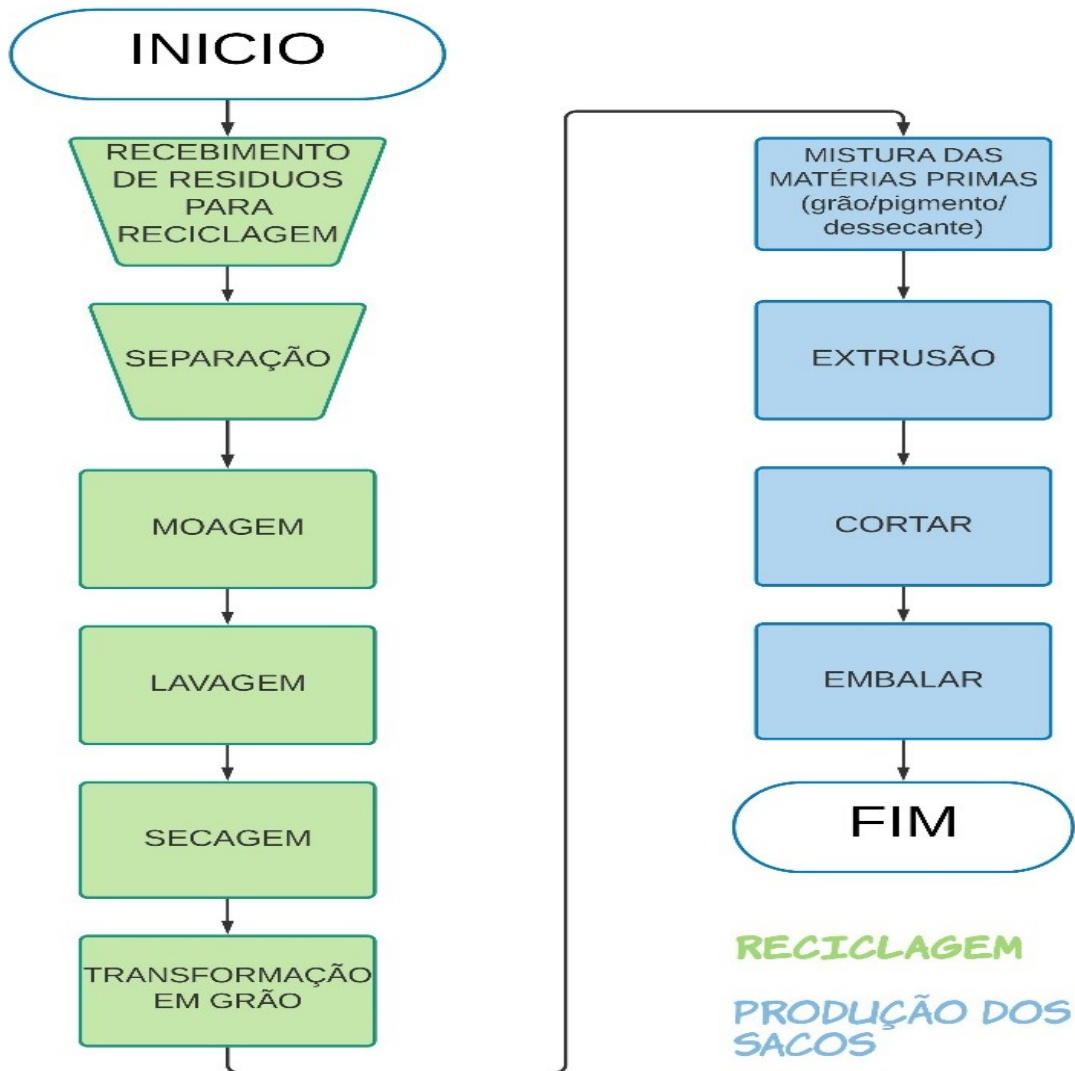 INICIO
RECEBIMENTO
DE RESIDUOS
PARA
RECICLAGEM
SEPARAÇÃO
MOAGEM
LAVAGEM
SECAGEM
TRANSFORMAÇÃO
EM GRÃO
MISTURA DAS
MATÉRIAS PRIMAS
(grão/pigmento/
dessecante)
EXTRUSÃO
CORTAR
EMBALAR
FIM
RECICLAGEM
PRODUÇÃO DOS
SACOS